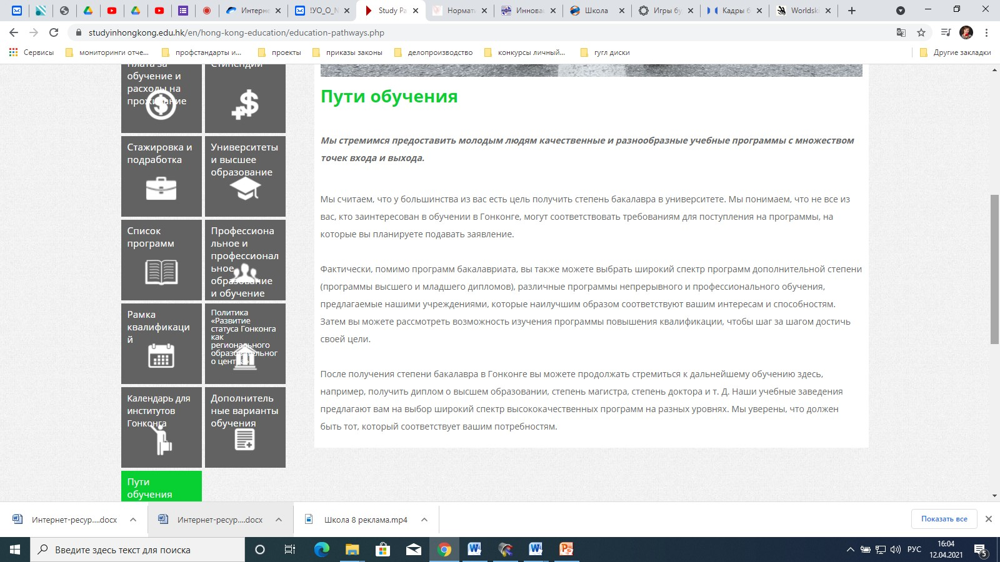 Интерне
!УО_О_N
Study Pa
Нормати
Инновац
Школа
Игры бу
Кадры б
Worldski
studyinhongkong.edu.hk/en/hong-kong-education/education-pathways.php
Сервисы
мониторинги отче...
профстандарты и...
проекты
приказы законы
делопроизводство
конкурсы личный...
гугл диски
Другие закладки
Плата за
обучение и
расходы на
проживание
Стипендии
Стажировка и
подработка
Университеты
и высшее
образование
Список
программ
Профессиона
льное и
профессионал
ьное
образование
и обучение
Рамка
квалификаци
й
Политика
«Развитие
статуса Гонконга
как
регионального
образовательног
о центра»
Календарь для
институтов
Гонконга
Дополнитель
ные варианты
обучения
Пути
обучения
Пути обучения
Мы стремимся предоставить молодым людям качественные и разнообразные учебные программы с множеством
точек входа и выхода.
Мы считаем, что у большинства из вас есть цель получить степень бакалавра в университете. Мы понимаем, что не все из
вас, кто заинтересован в обучении в Гонконге, могут соответствовать требованиям для поступления на программы, на
которые вы планируете подавать заявление.
Фактически, помимо программ бакалавриата, вы также можете выбрать широкий спектр программ дополнительной степени
(программы высшего и младшего дипломов), различные программы непрерывного и профессионального обучения,
предлагаемые нашими учреждениями, которые наилучшим образом соответствуют вашим интересам и способностям.
Затем вы можете рассмотреть возможность изучения программы повышения квалификации, чтобы шаг за шагом достичь
своей цели.
После получения степени бакалавра в Гонконге вы можете продолжать стремиться к дальнейшему обучению здесь,
например, получить диплом о высшем образовании, степень магистра, степень доктора и т. Д. Наши учебные заведения
предлагают вам на выбор широкий спектр высококачественных программ на разных уровнях. Мы уверены, что должен
быть тот, который соответствует вашим потребностям.
Интернет-ресур....docx
Интернет-ресур....docx
Школа 8 реклама.mp4
Показать все
Введите здесь текст для поиска
РУС
16:04
12.04.2021
5